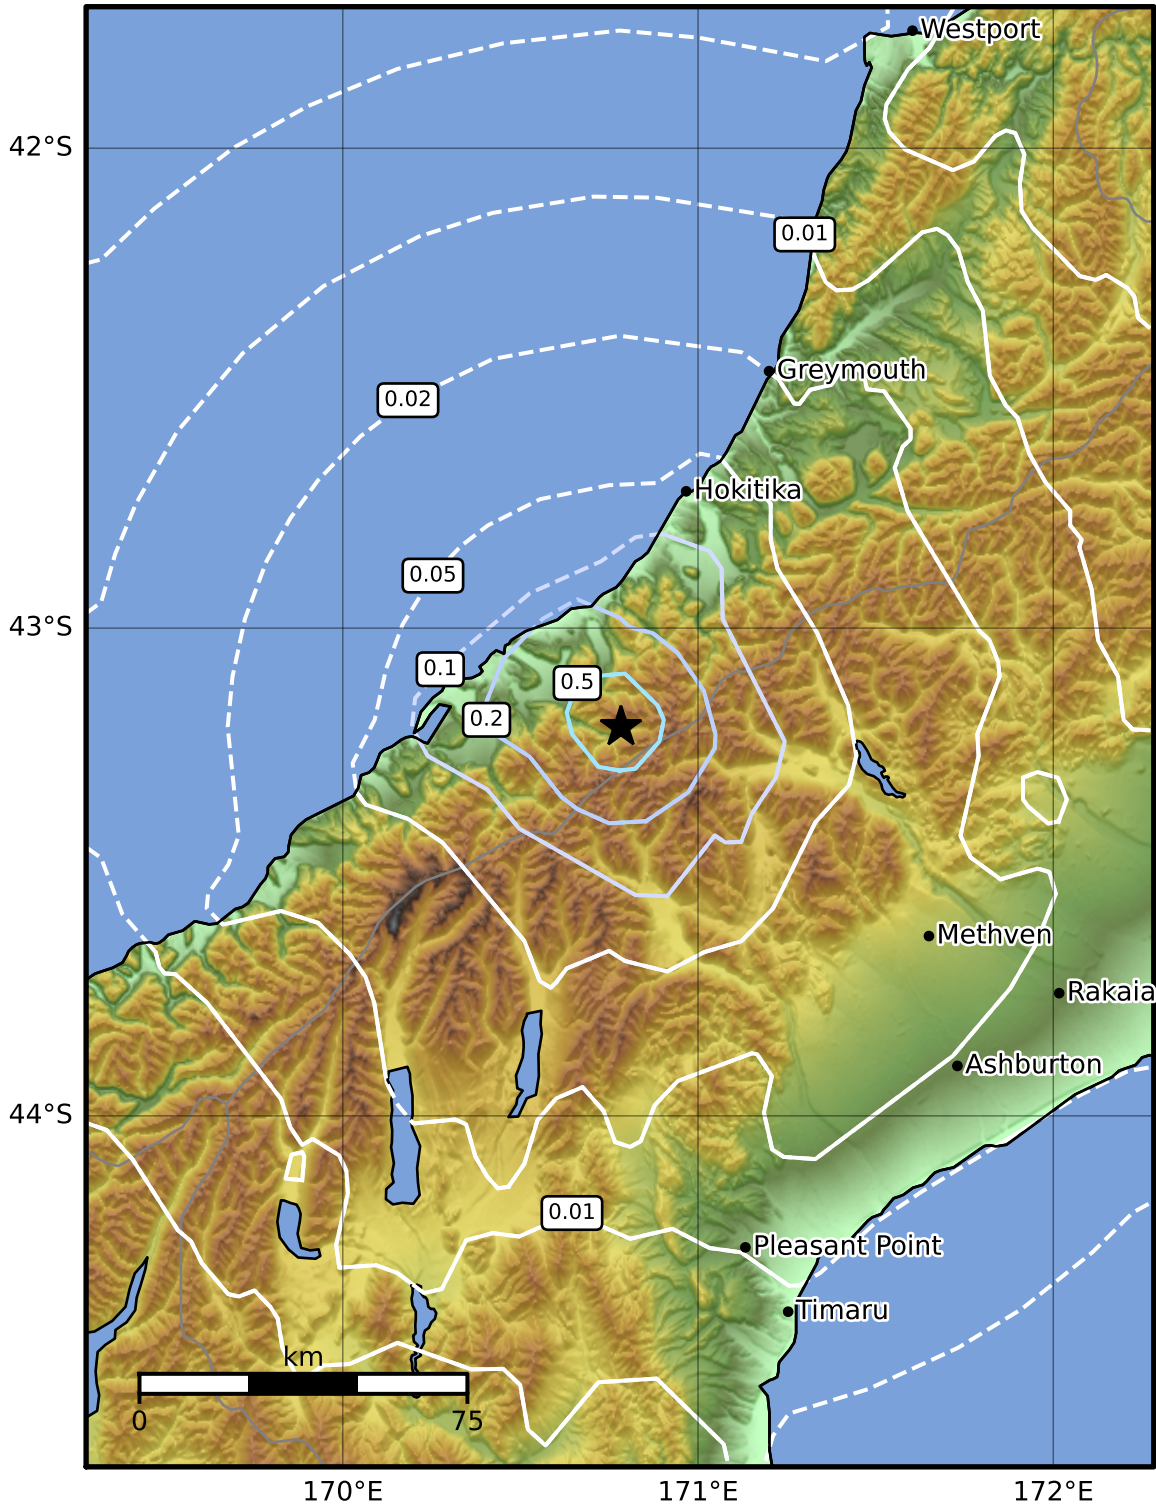 Westport
42°S
0.01
Greymouth
0.02
Hokitika
0.05
43°S
0.1
0.5
0.2
Methven
Rakaia
Ashburton
44°S
0.01
Pleasant Point
Timaru
km
0 75
170°E 171°E 172°E